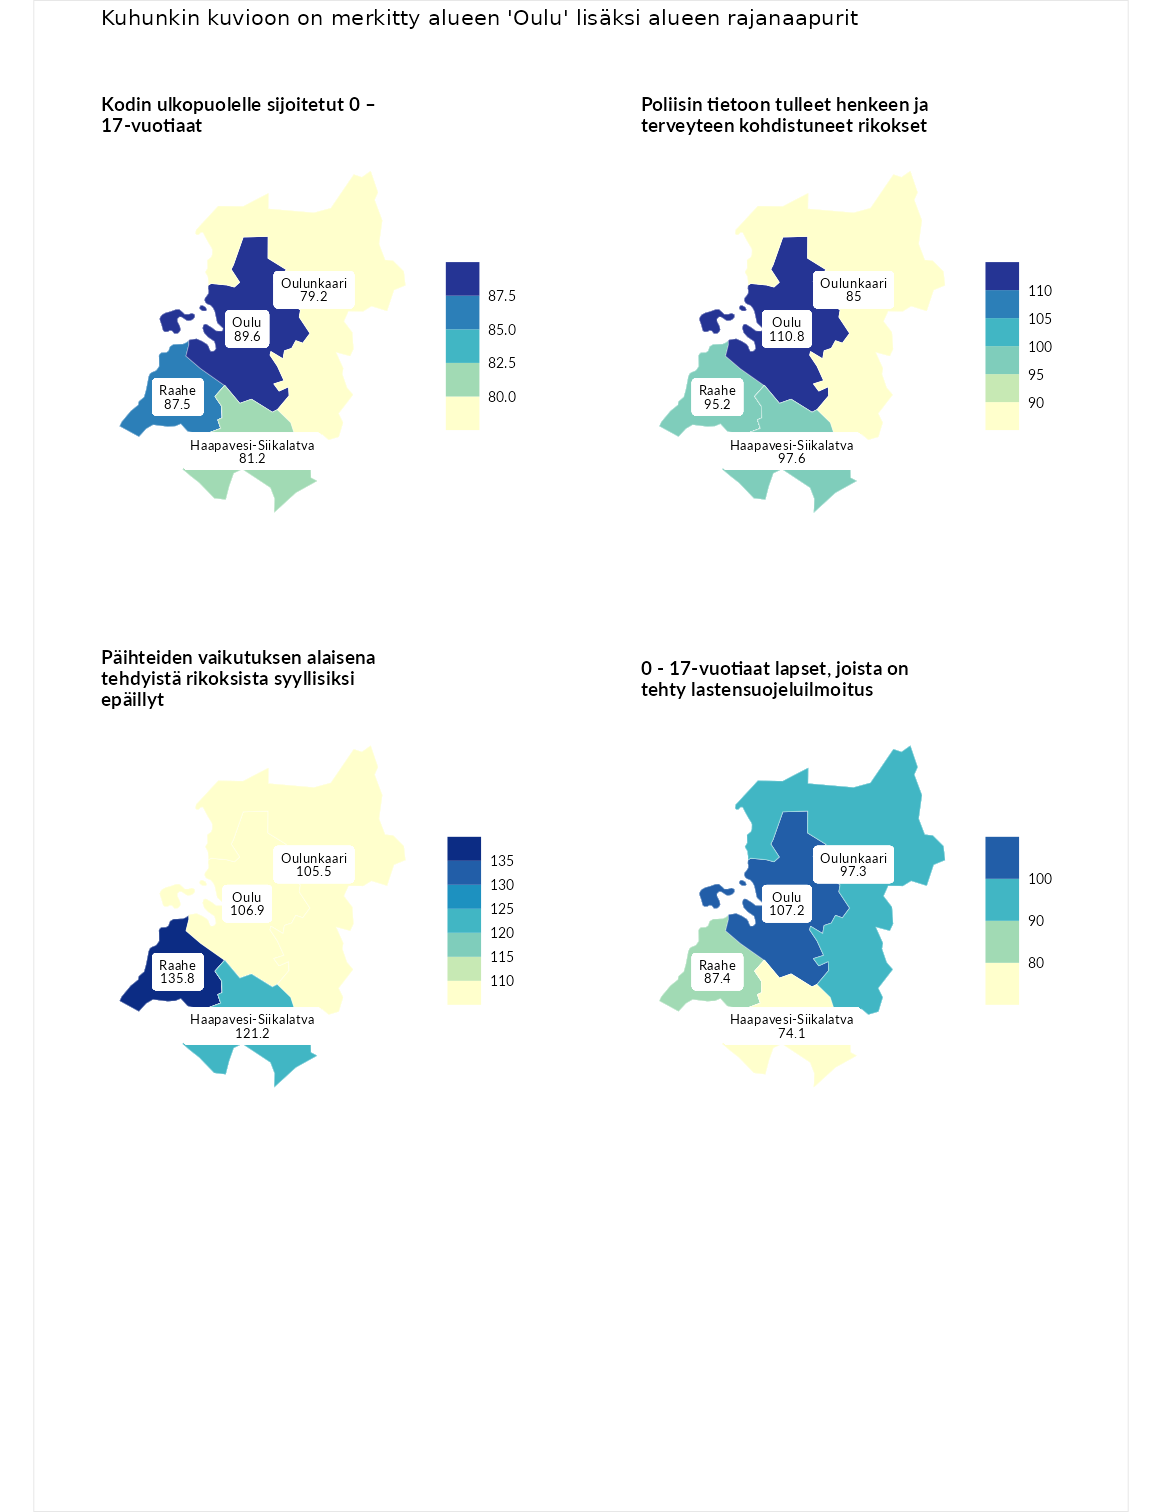 Kuhunkin kuvioon on merkitty alueen 'Oulu' lisäksi alueen rajanaapurit
Kodin ulkopuolelle sijoitetut 0 –
17-vuotiaat
Oulunkaari
79.2
Oulu
89.6
Raahe
87.5
Haapavesi-Siikalatva
81.2
87.5
85.0
82.5
80.0
Poliisin tietoon tulleet henkeen ja
terveyteen kohdistuneet rikokset
Oulunkaari
85
Oulu
110.8
Raahe
95.2
Haapavesi-Siikalatva
97.6
110
105
100
95
90
Päihteiden vaikutuksen alaisena
tehdyistä rikoksista syyllisiksi
epäillyt
Oulunkaari
105.5
Oulu
106.9
Raahe
135.8
Haapavesi-Siikalatva
121.2
135
130
125
120
115
110
0 - 17-vuotiaat lapset, joista on
tehty lastensuojeluilmoitus
Oulunkaari
97.3
Oulu
107.2
Raahe
87.4
Haapavesi-Siikalatva
74.1
100
90
80